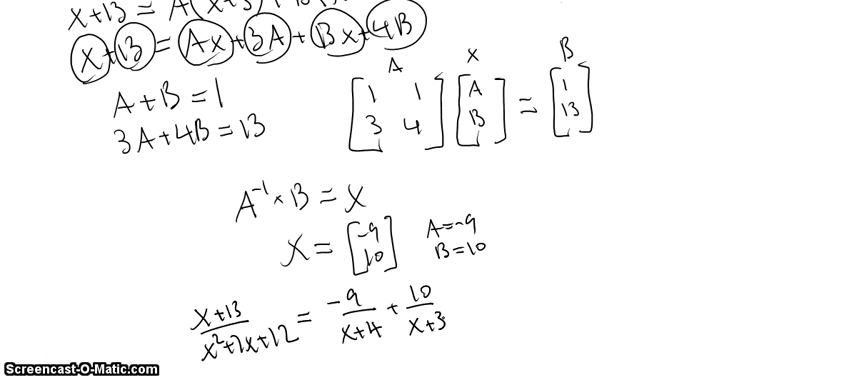 x+13 = A(x+3)
x+13 = Ax+3A+Bx+4B
A+B=1
3A+4B=13
A x B
[1 1; 3 4] [A; B] = [1; 13]
A⁻¹ × B = X
X = [-9; 10] A=-9 B=10
x+13/x²+7x+12 = -9/x+4 + 10/x+3
Screencast-O-Matic.com